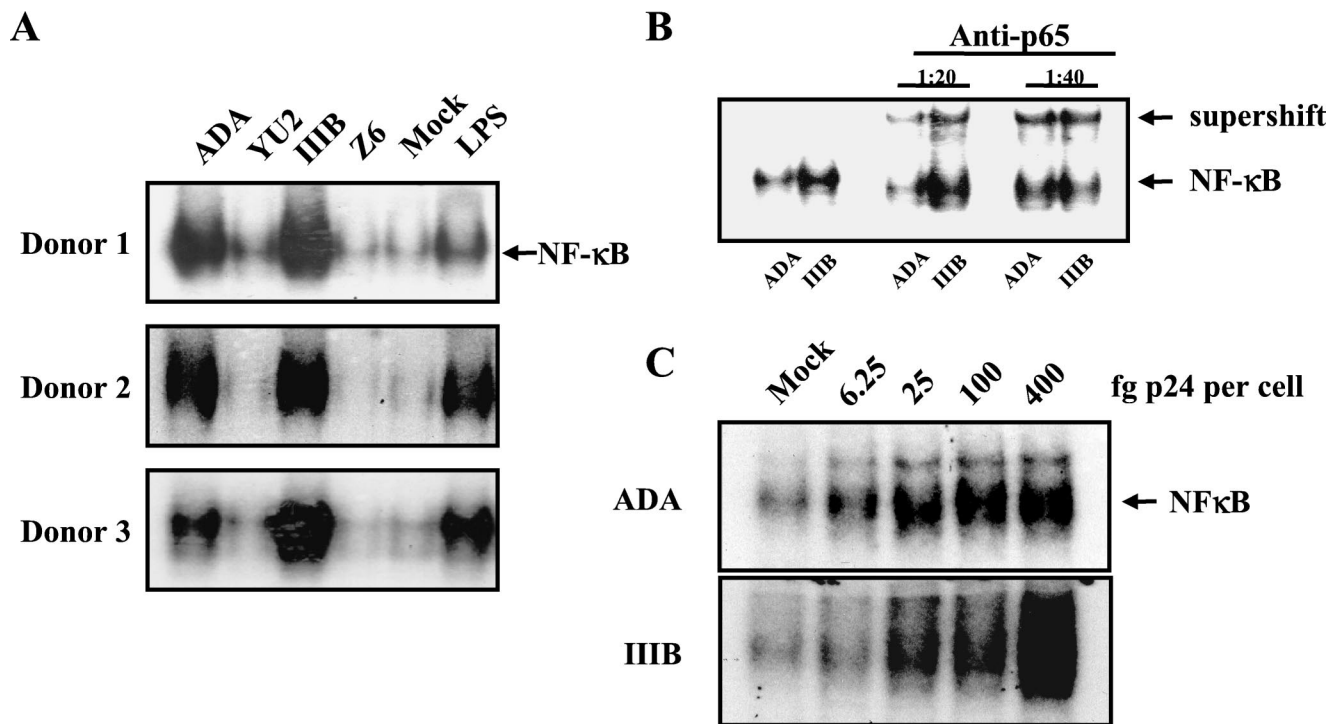 A
ADA YU2 IIIB Z6 Mock LPS
Donor 1
NF-κB
Donor 2
Donor 3
B
Anti-p65
1:20 1:40
supershift
NF-κB
ADA IIIB ADA IIIB ADA IIIB
C
Mock 6.25 25 100 400 fg p24 per cell
ADA
NFκB
IIIB